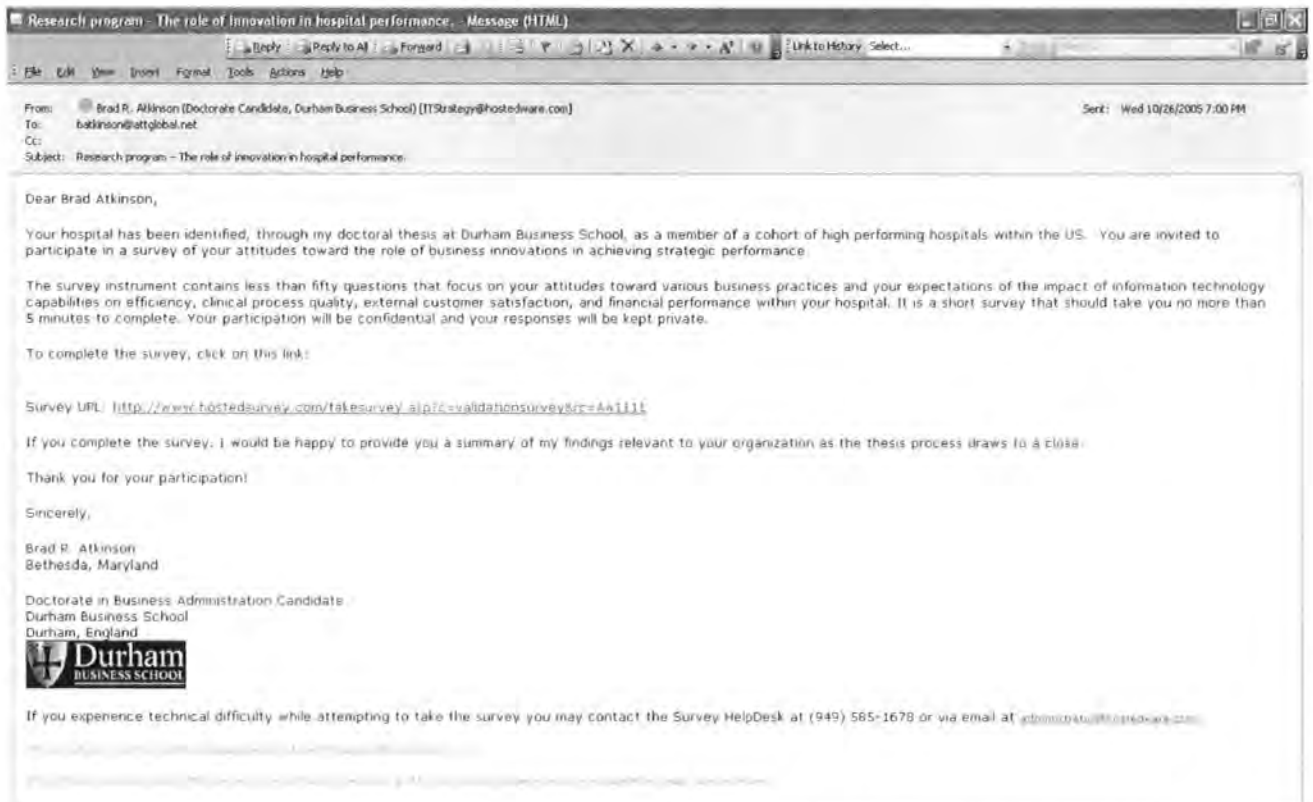 Research program - The role of innovation in hospital performance. - Message (HTML)
Reply Reply to All Forward Link to History Select...
File Edit View Insert Format Tools Actions Help
From: Brad R. Atkinson (Doctorate Candidate, Durham Business School) [ITStrategy@hostedware.com] Sent: Wed 10/26/2005 7:00 PM
To: batkinson@attglobal.net
Cc:
Subject: Research program - The role of innovation in hospital performance.
Dear Brad Atkinson,
Your hospital has been identified, through my doctoral thesis at Durham Business School, as a member of a cohort of high performing hospitals within the US. You are invited to
participate in a survey of your attitudes toward the role of business innovations in achieving strategic performance.
The survey instrument contains less than fifty questions that focus on your attitudes toward various business practices and your expectations of the impact of information technology
capabilities on efficiency, clinical process quality, external customer satisfaction, and financial performance within your hospital. It is a short survey that should take you no more than
5 minutes to complete. Your participation will be confidential and your responses will be kept private.
To complete the survey, click on this link:
Survey URL:
If you complete the survey, I would be happy to provide you a summary of my findings relevant to your organization as the thesis process draws to a close.
Thank you for your participation!
Sincerely,
Brad R. Atkinson
Bethesda, Maryland
Doctorate in Business Administration Candidate
Durham Business School
Durham, England
Durham
BUSINESS SCHOOL
If you experience technical difficulty while attempting to take the survey you may contact the Survey HelpDesk at (949) 585-1678 or via email at